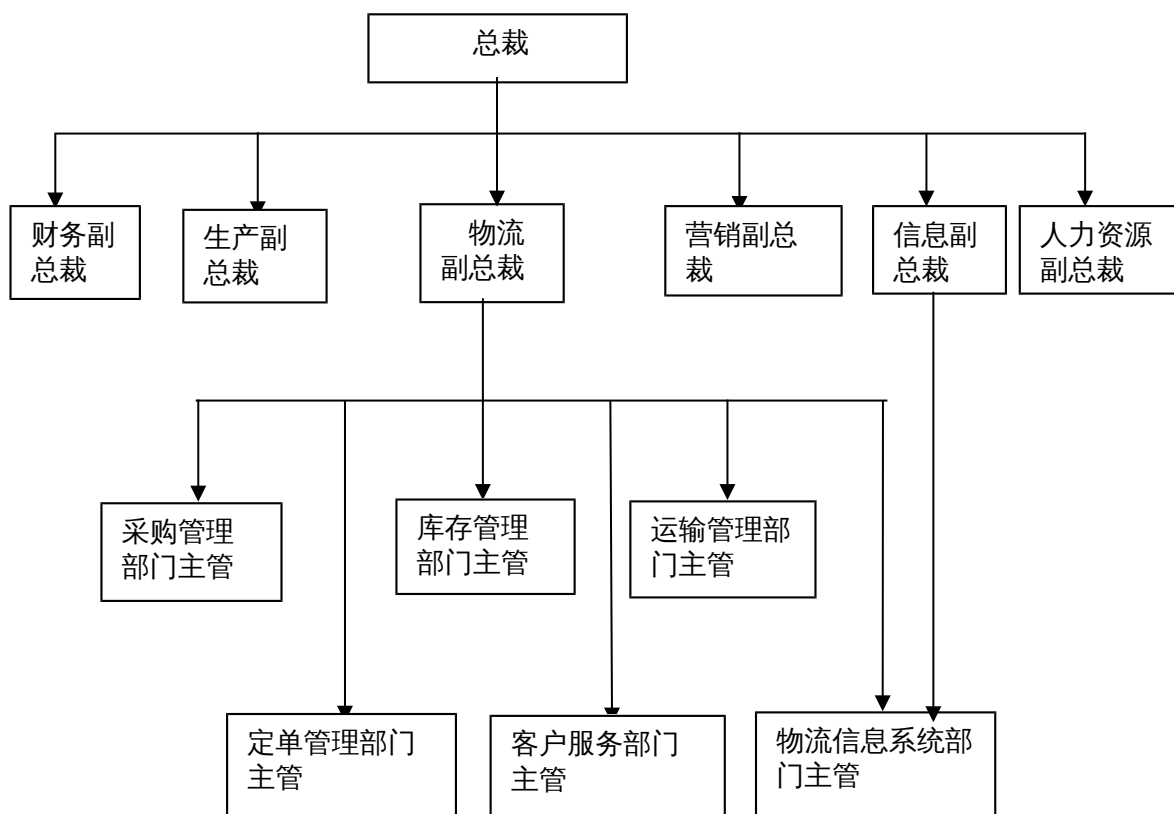 总裁
财务副
总裁
生产副
总裁
物流
副总裁
营销副总
裁
信息副
总裁
人力资源
副总裁
采购管理
部门主管
库存管理
部门主管
运输管理部
门主管
定单管理部门
主管
客户服务部门
主管
物流信息系统部
门主管